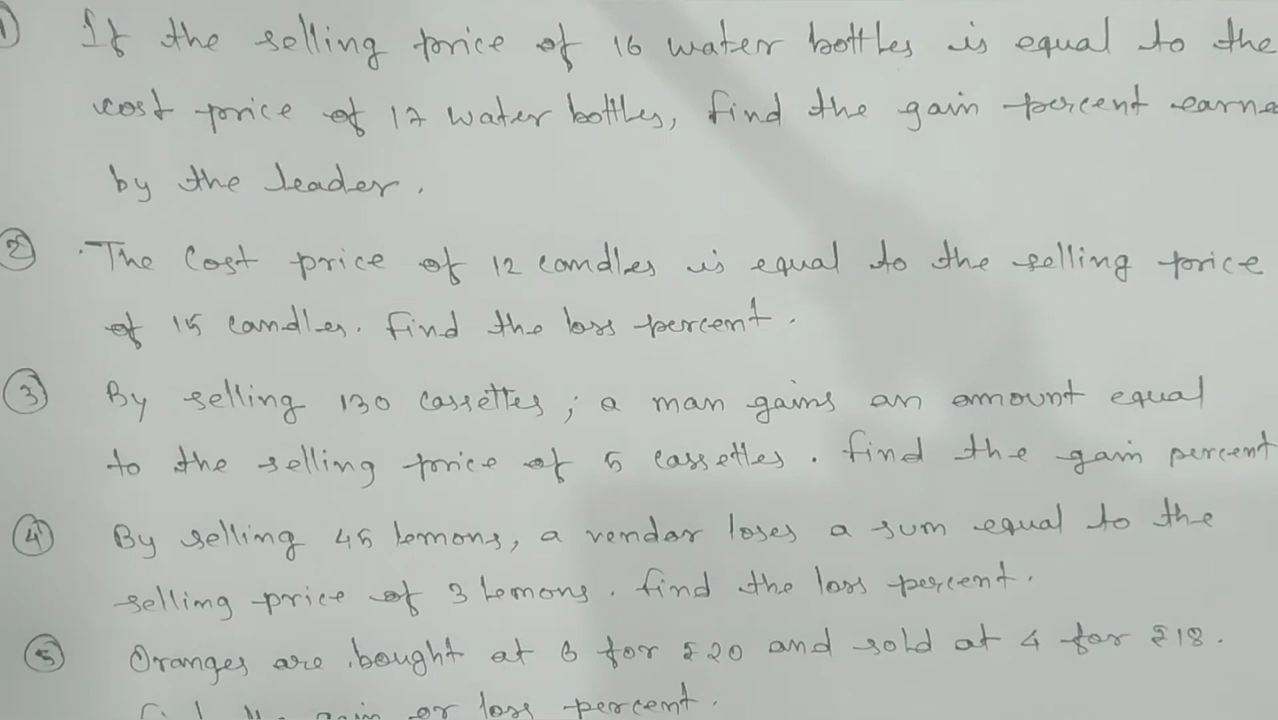 1) If the selling price of 16 water bottles is equal to the
cost price of 17 water bottles, find the gain percent earne
by the leader.
② The Cost price of 12 candles is equal to the selling price
of 15 candles. Find the loss percent.
③ By selling 130 cassettes, a man gains an amount equal
to the selling price of 5 cassettes. find the gain percent
④ By selling 45 lemons, a vendor loses a sum equal to the
selling price of 3 lemons. find the loss percent.
⑤ Oranges are bought at 6 for ₹20 and sold at 4 for ₹18.
gain or loss percent.